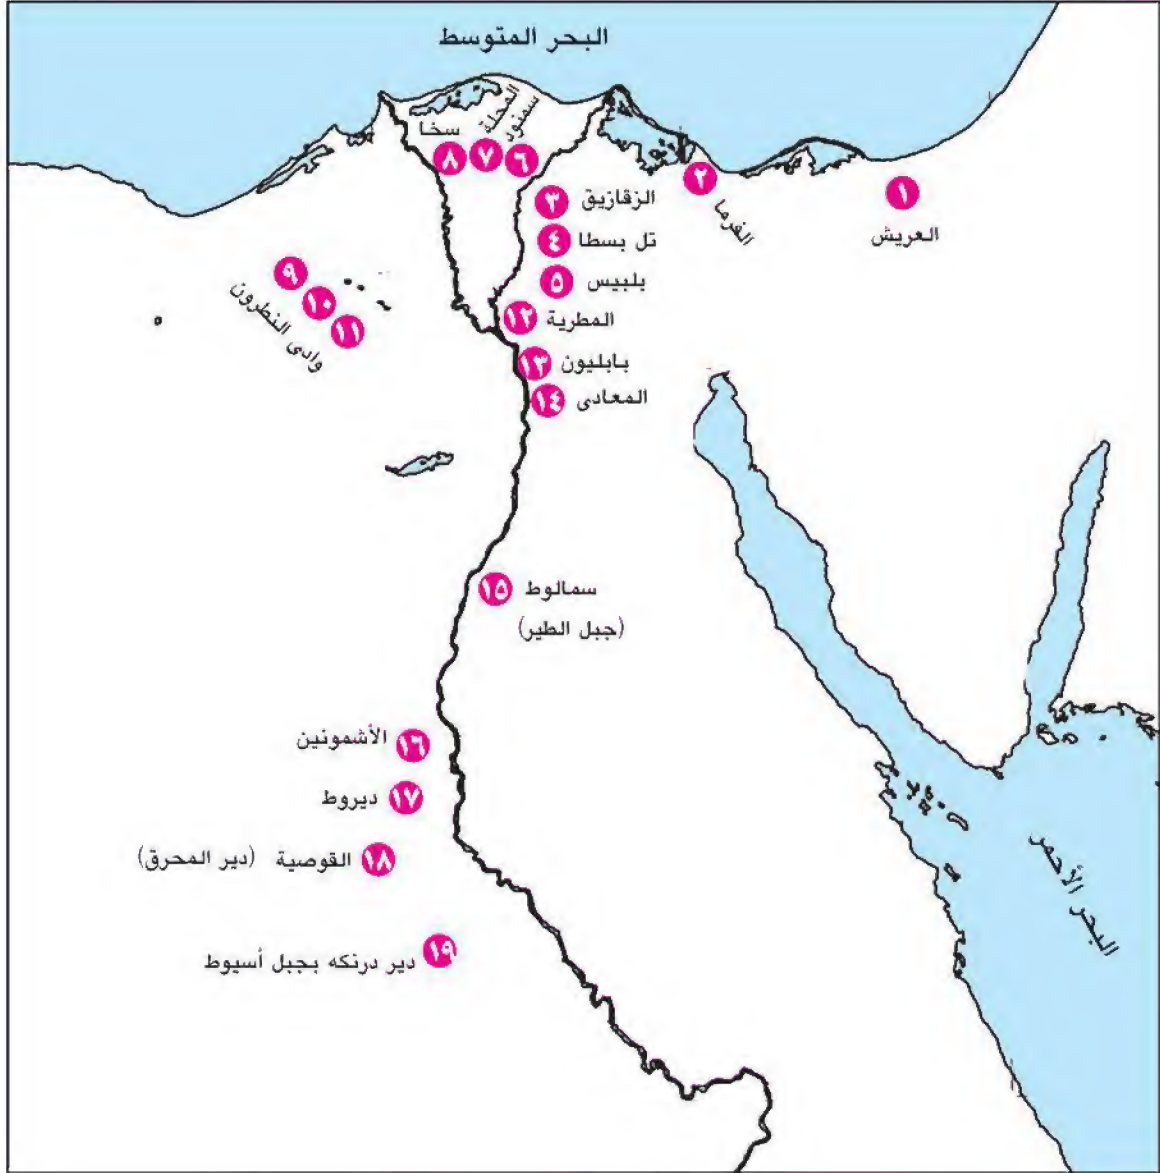 البحر المتوسط
سخا
المحلة
سمنود
٨
٧
٦
٢
الفرما
١
العريش
٣ الزقازيق
٤ تل بسطا
٥ بلبيس
١٢ المطرية
١٣ بابليون
١٤ المعادى
٩
١٠
١١
وادى النطرون
١٥ سمالوط
(جبل الطير)
١٦ الأشمونين
١٧ ديروط
١٨ القوصية (دير المحرق)
١٩ دير درنكه بجبل أسيوط
البحر الأحمر